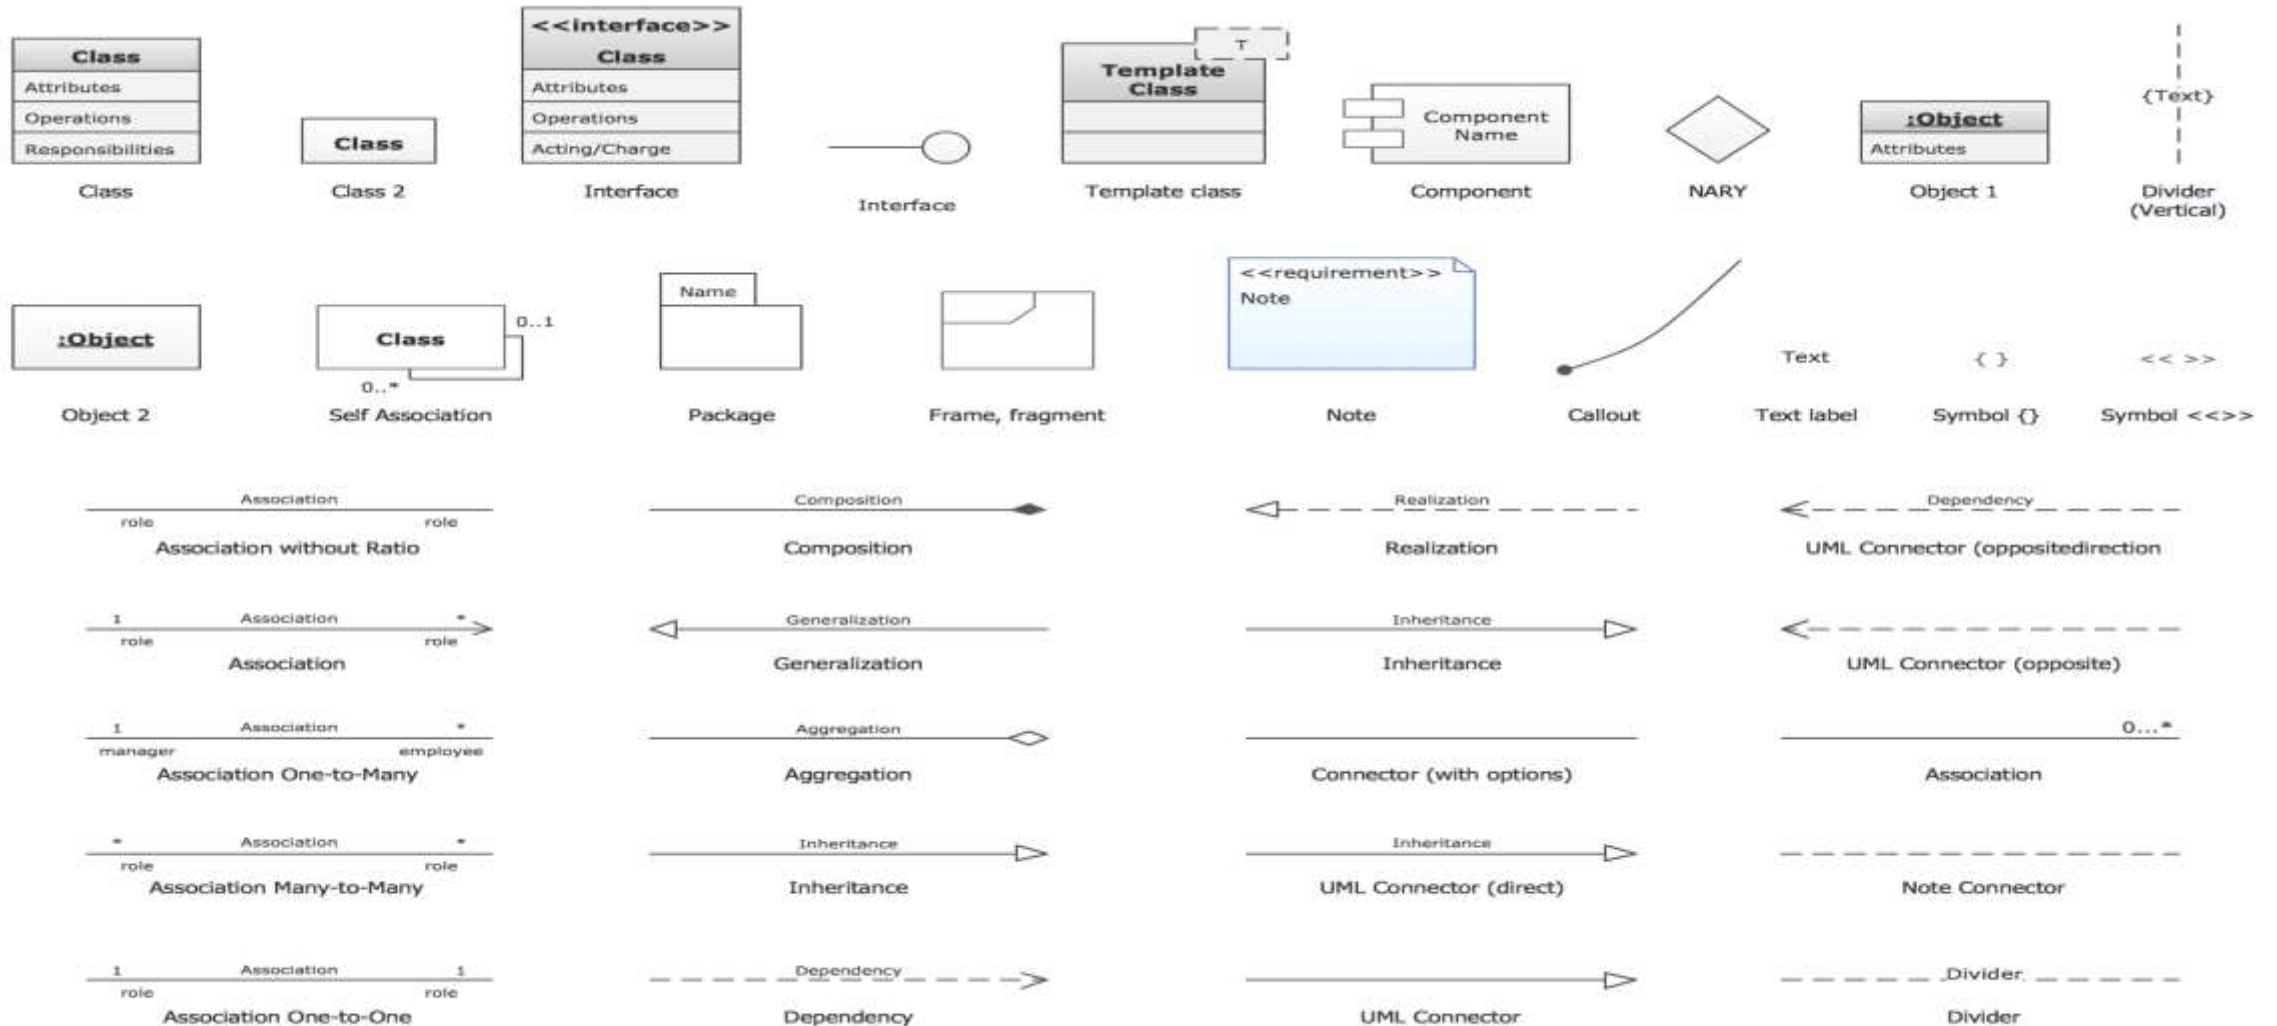 Class
Attributes
Operations
Responsibilities
Class
Class
Class 2
<<interface>>
Class
Attributes
Operations
Acting/Charge
Interface
Interface
T
Template
Class
Template class
Component
Name
Component
NARY
:Object
Attributes
Object 1
{Text}
Divider
(Vertical)
:Object
Object 2
Class
0..1
0..*
Self Association
Name
Package
Frame, fragment
<<requirement>>
Note
Note
Callout
Text
Text label
{ }
Symbol {}
<< >>
Symbol <<>>
Association
role role
Association without Ratio
Composition
Composition
Realization
Realization
Dependency
UML Connector (oppositedirection
1 Association *
role role
Association
Generalization
Generalization
Inheritance
Inheritance
UML Connector (opposite)
1 Association *
manager employee
Association One-to-Many
Aggregation
Aggregation
Connector (with options)
0...*
Association
* Association *
role role
Association Many-to-Many
Inheritance
Inheritance
Inheritance
UML Connector (direct)
Note Connector
1 Association 1
role role
Association One-to-One
Dependency
Dependency
UML Connector
Divider
Divider